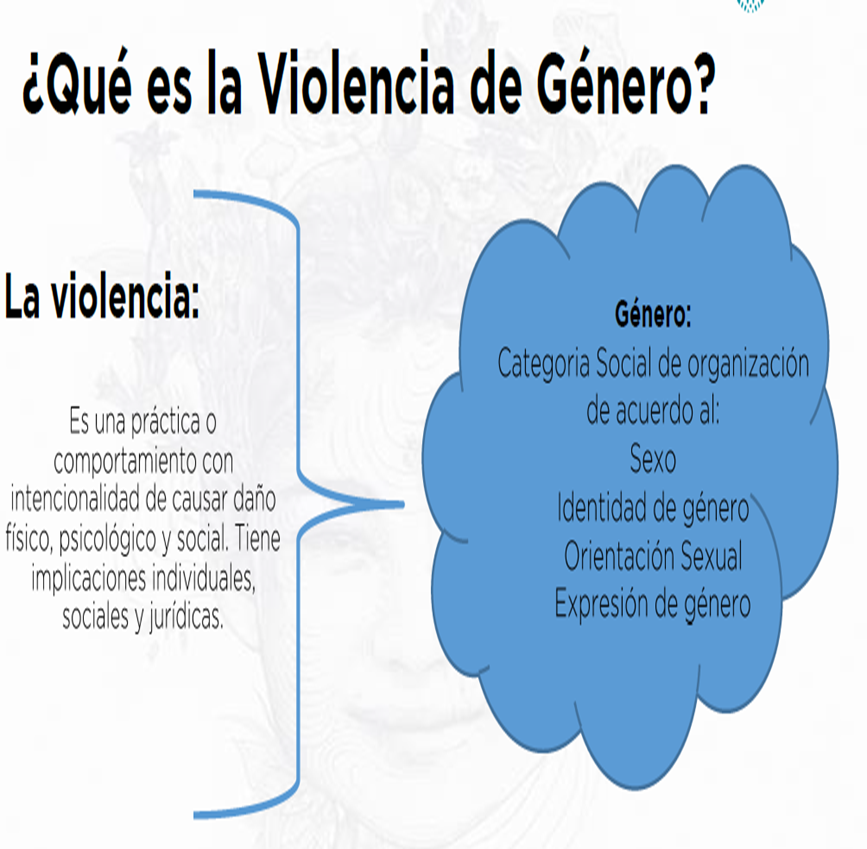 ¿Qué es la Violencia de Género?
La violencia:
Es una práctica o
comportamiento con
intencionalidad de causar daño
físico, psicológico y social. Tiene
implicaciones individuales,
sociales y jurídicas.
Género:
Categoria Social de organización
de acuerdo al:
Sexo
Identidad de género
Orientación Sexual
Expresión de género